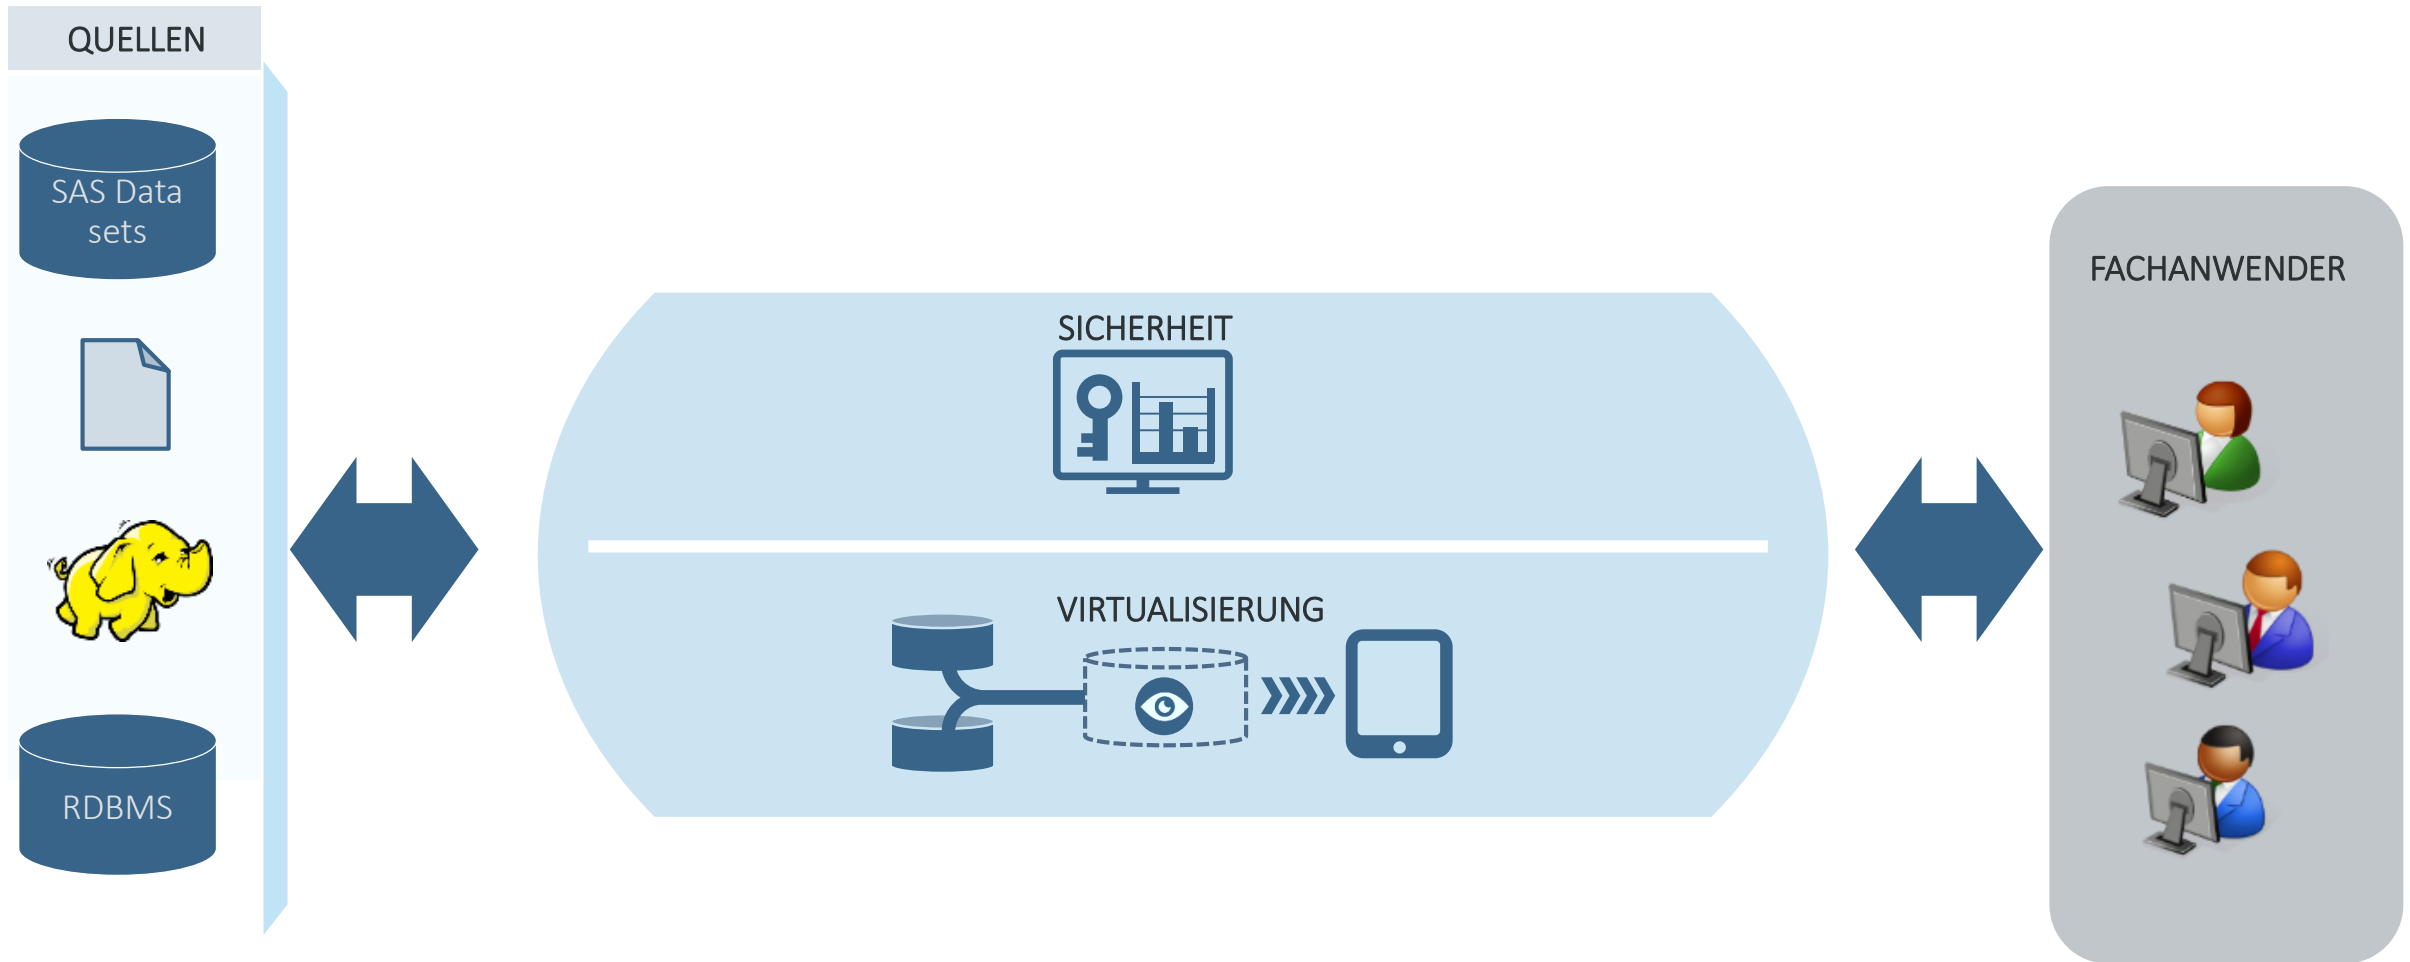 QUELLEN
SAS Data
sets
RDBMS
SICHERHEIT
VIRTUALISIERUNG
FACHANWENDER